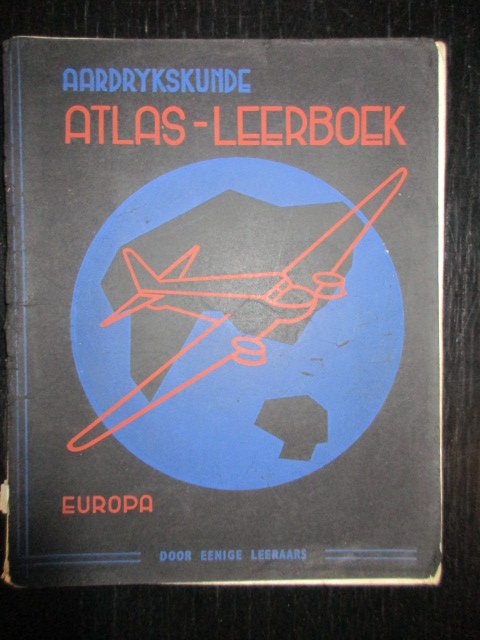 AARDRYKSKUNDE
ATLAS-LEERBOEK
EUROPA
DOOR EENIGE LEERAARS